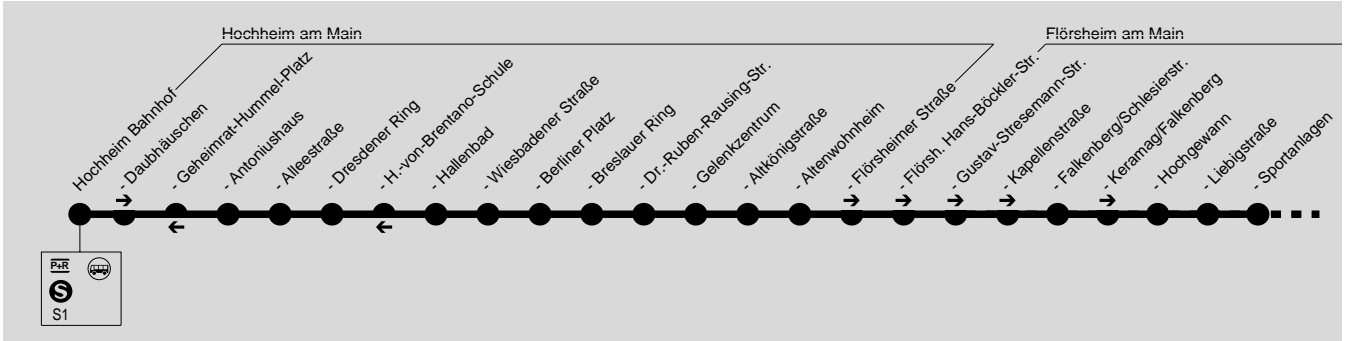 Hochheim am Main
Flörsheim am Main
Hochheim Bahnhof
- Daubhäuschen
- Geheimrat-Hummel-Platz
- Antoniushaus
- Alleestraße
- Dresdener Ring
- H.-von-Brentano-Schule
- Hallenbad
- Wiesbadener Straße
- Berliner Platz
- Breslauer Ring
- Dr.-Ruben-Rausing-Str.
- Gelenkzentrum
- Altkönigstraße
- Altenwohnheim
- Flörsheimer Straße
- Flörsh. Hans-Böckler-Str.
- Gustav-Stresemann-Str.
- Kapellenstraße
- Falkenberg/Schlesierstr.
- Keramag/Falkenberg
- Hochgewann
- Liebigstraße
- Sportanlagen
P+R
S
S1